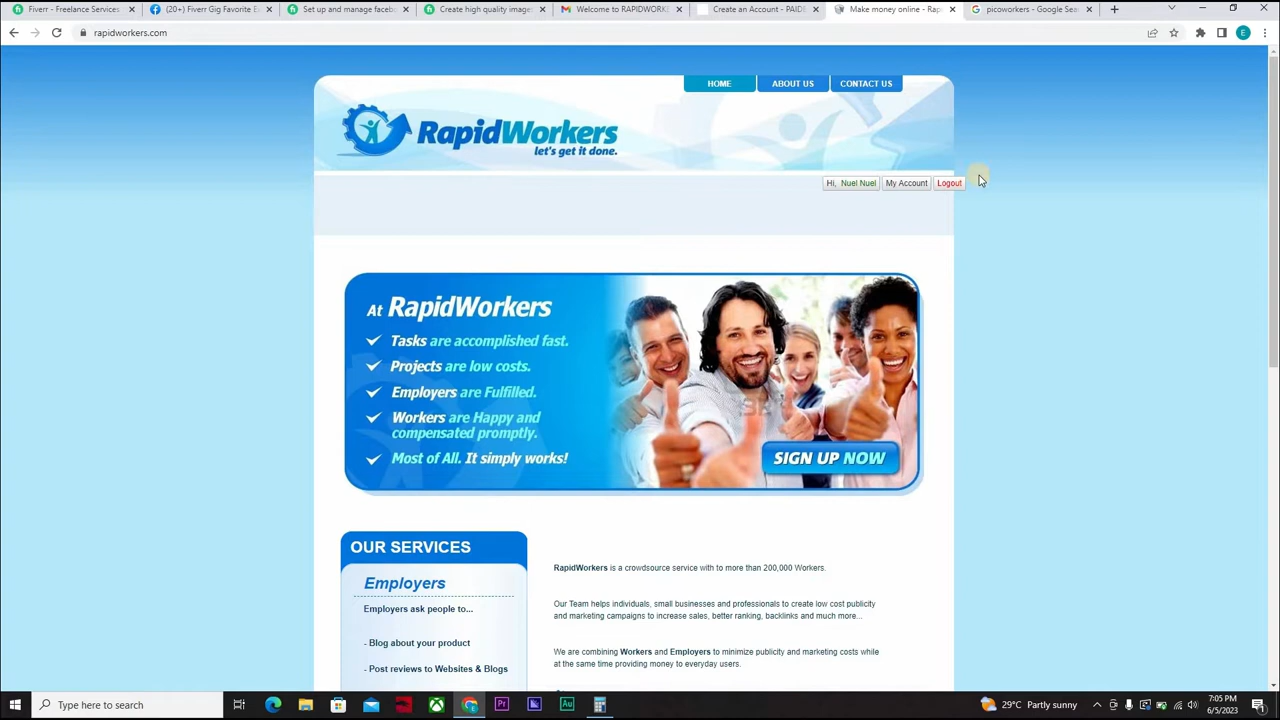 Fiverr - Freelance Services
(20+) Fiverr Gig Favorite E
Set up and manage faceb
Create high quality image
Welcome to RAPIDWORKE
Create an Account - PAIDE
Make money online - Rap
picoworkers - Google Sea
rapidworkers.com
E
HOME
ABOUT US
CONTACT US
RapidWorkers
let's get it done.
Hi, Nuel Nuel
My Account
Logout
At RapidWorkers
Tasks are accomplished fast.
Projects are low costs.
Employers are Fulfilled.
Workers are Happy and
compensated promptly.
Most of All. It simply works!
SIGN UP NOW
OUR SERVICES
Employers
Employers ask people to...
- Blog about your product
- Post reviews to Websites & Blogs
RapidWorkers is a crowdsource service with to more than 200,000 Workers.
Our Team helps individuals, small businesses and professionals to create low cost publicity
and marketing campaigns to increase sales, better ranking, backlinks and much more...
We are combining Workers and Employers to minimize publicity and marketing costs while
at the same time providing money to everyday users.
Type here to search
Pr
Au
29°C Partly sunny
7:05 PM
6/5/2023